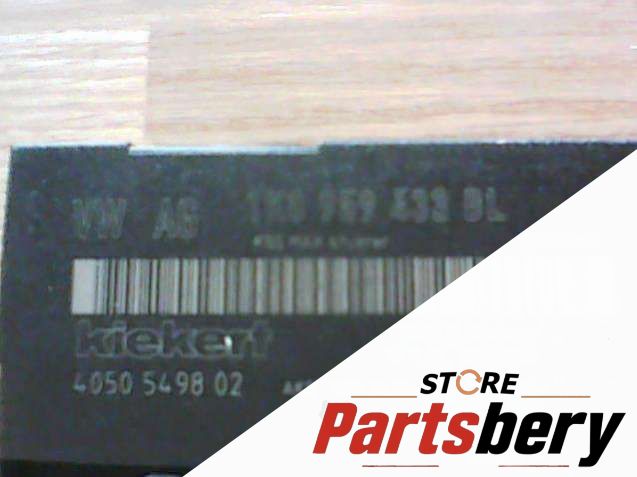 VW AG 1K0 959 433 BL
kiekert
4050 5498 02
STORE
Partsbery